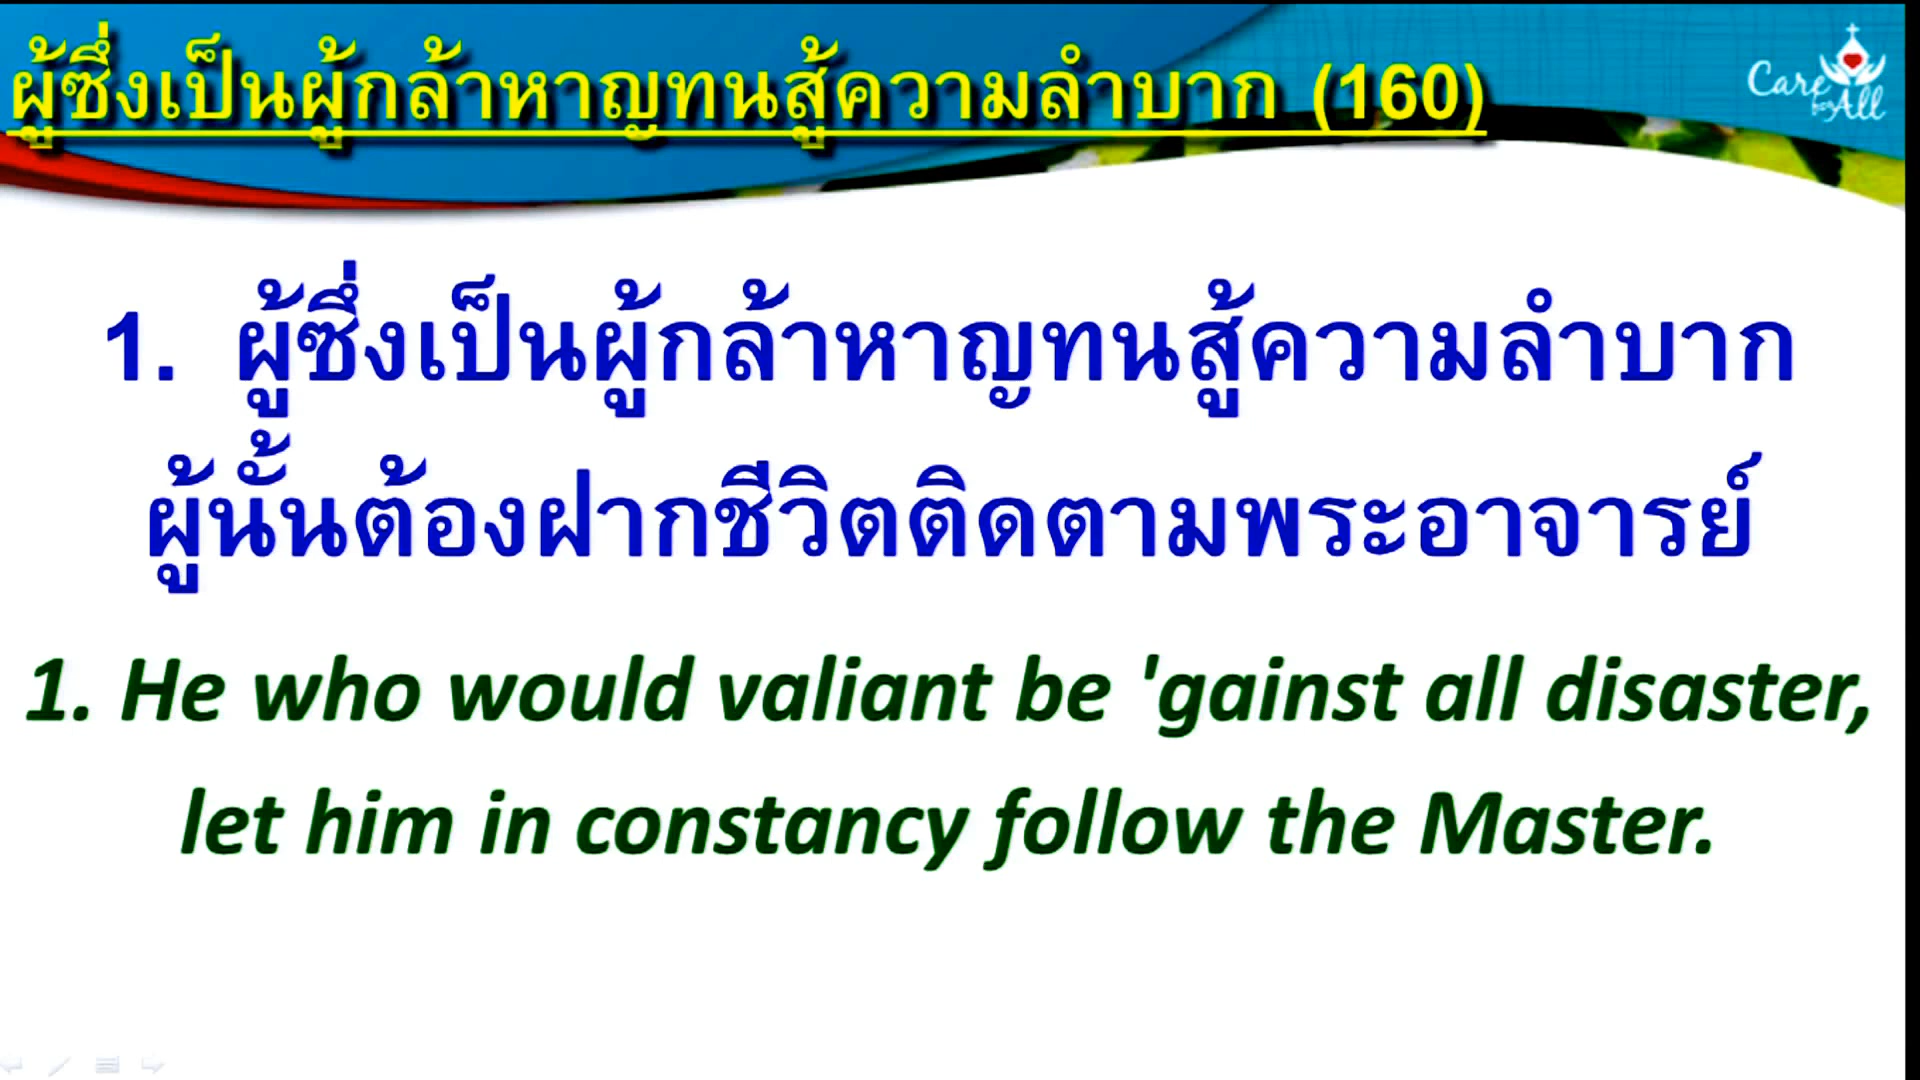 ผู้ซึ่งเป็นผู้กล้าหาญทนสู้ความลำบาก (160)
Care for All
1. ผู้ซึ่งเป็นผู้กล้าหาญทนสู้ความลำบาก
ผู้นั้นต้องฝากชีวิตติดตามพระอาจารย์
1. He who would valiant be 'gainst all disaster,
let him in constancy follow the Master.